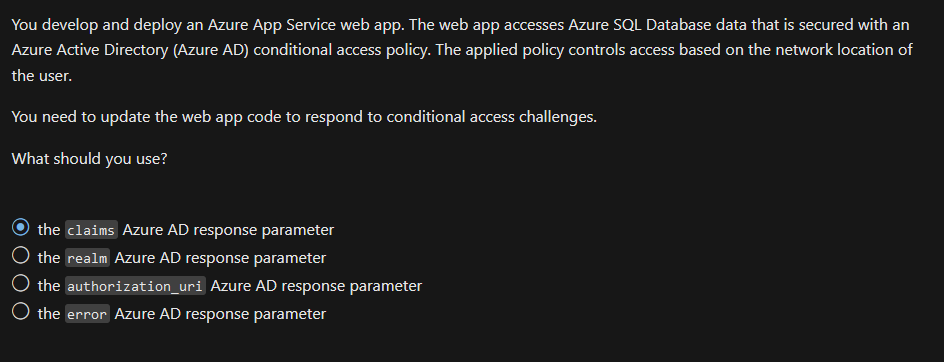 You develop and deploy an Azure App Service web app. The web app accesses Azure SQL Database data that is secured with an
Azure Active Directory (Azure AD) conditional access policy. The applied policy controls access based on the network location of
the user.
You need to update the web app code to respond to conditional access challenges.
What should you use?
the claims Azure AD response parameter
the realm Azure AD response parameter
the authorization_uri Azure AD response parameter
the error Azure AD response parameter